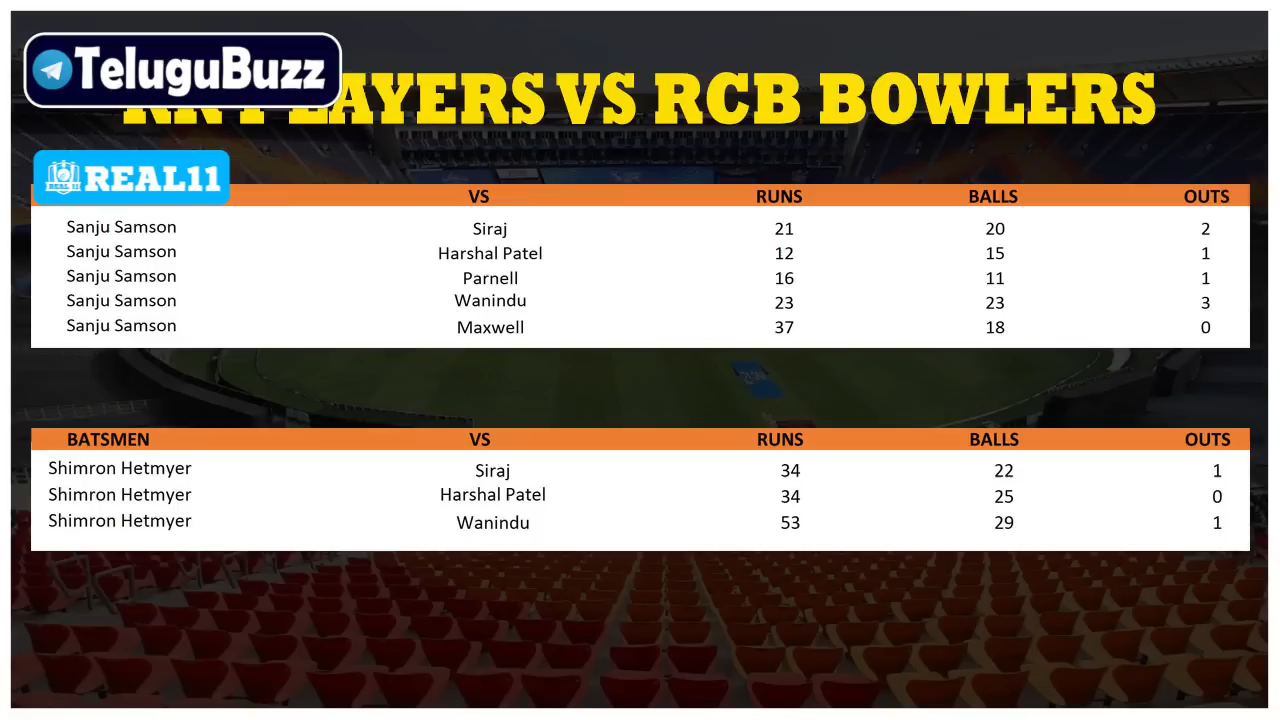 TeluguBuzz
PLAYERS VS RCB BOWLERS
REAL11
VS RUNS BALLS OUTS
Sanju Samson Siraj 21 20 2
Sanju Samson Harshal Patel 12 15 1
Sanju Samson Parnell 16 11 1
Sanju Samson Wanindu 23 23 3
Sanju Samson Maxwell 37 18 0
BATSMEN VS RUNS BALLS OUTS
Shimron Hetmyer Siraj 34 22 1
Shimron Hetmyer Harshal Patel 34 25 0
Shimron Hetmyer Wanindu 53 29 1